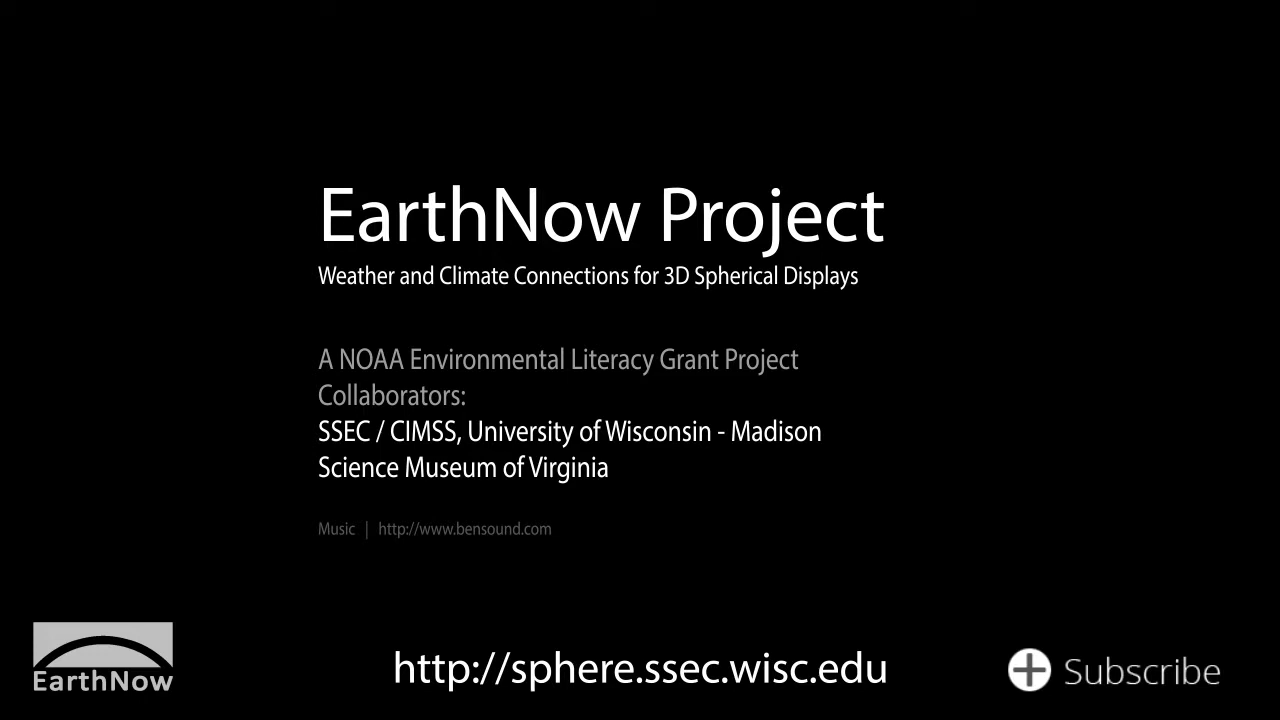 EarthNow Project
Weather and Climate Connections for 3D Spherical Displays
A NOAA Environmental Literacy Grant Project
Collaborators:
SSEC / CIMSS, University of Wisconsin - Madison
Science Museum of Virginia
Music | http://www.bensound.com
EarthNow
http://sphere.ssec.wisc.edu
Subscribe